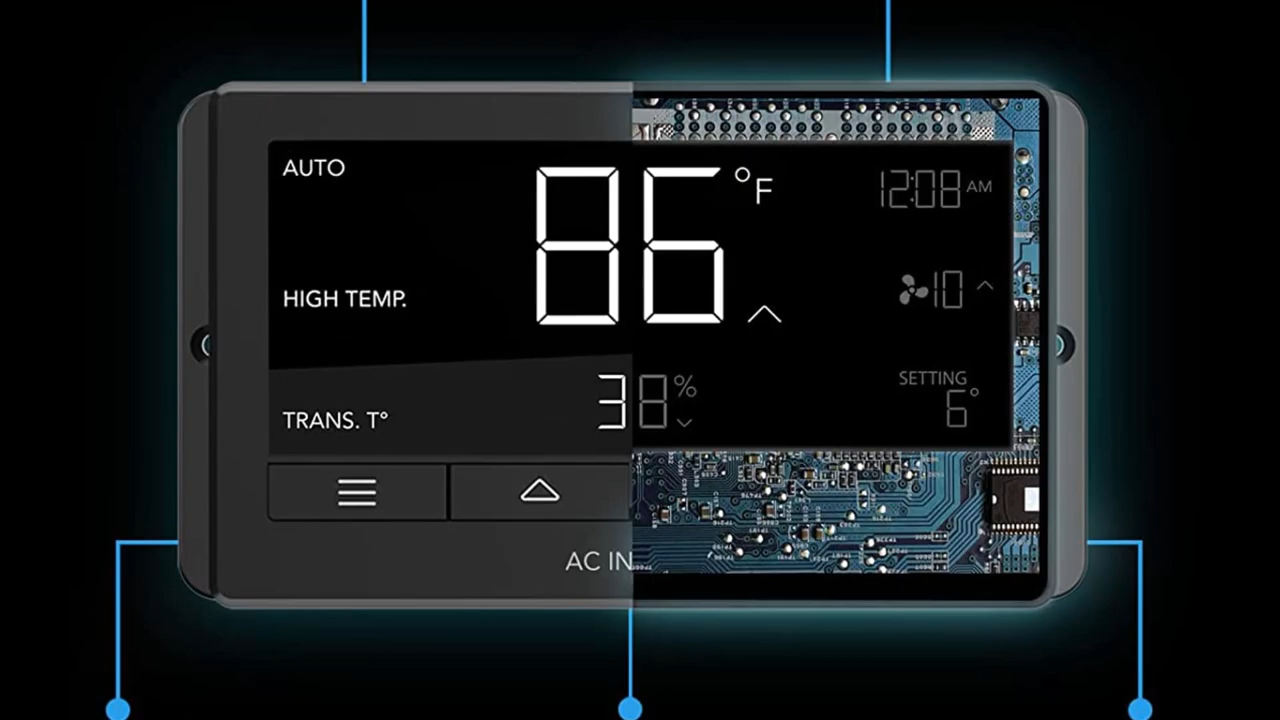 AUTO
86 °F
12:08 AM
HIGH TEMP.
10
38%
SETTING
6°
TRANS. T°
AC IN